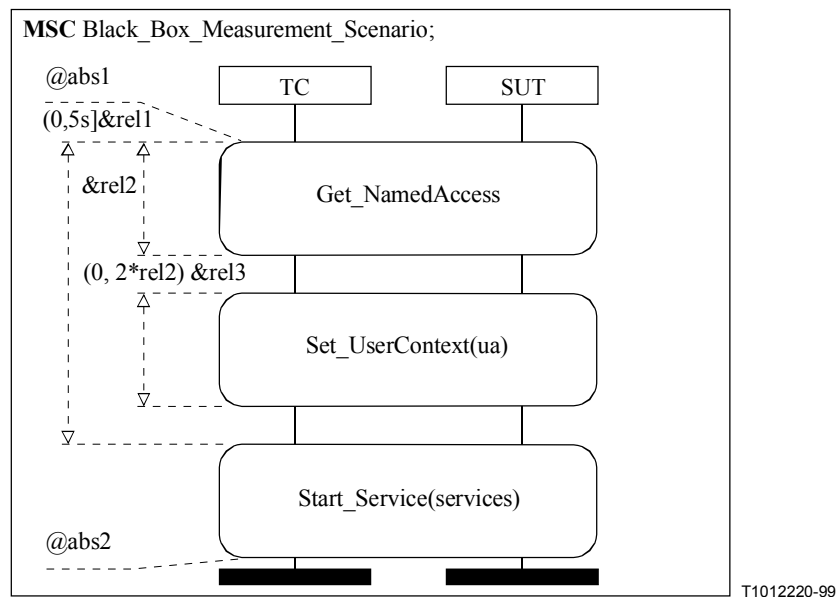 MSC Black_Box_Measurement_Scenario;
@abs1
TC
SUT
(0,5s]&rel1
&rel2
Get_NamedAccess
(0, 2*rel2) &rel3
Set_UserContext(ua)
Start_Service(services)
@abs2
T1012220-99